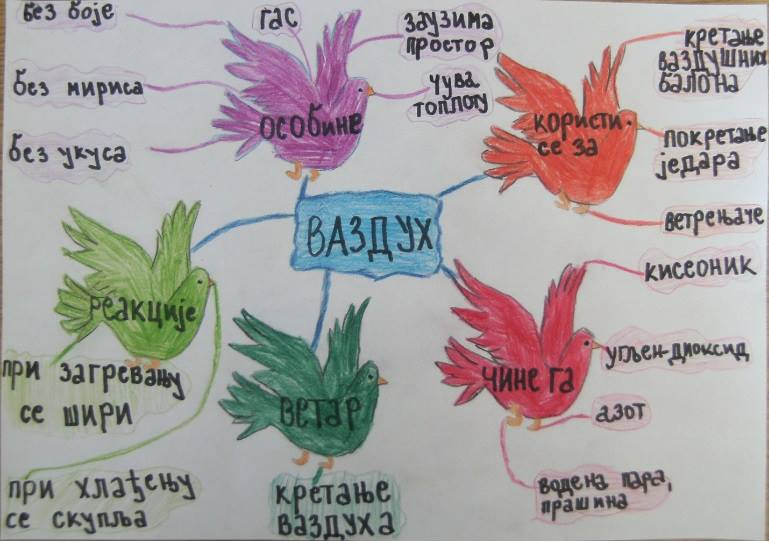 ВАЗДУХ
особине
без боје
без мириса
без укуса
гас
заузима
простор
чува
топлоту
користи
се за
кретање
ваздушних
балона
покретање
једара
ветрењаче
чине га
кисеоник
угљен-диоксид
азот
водена пара,
прашина
ветар
кретање
ваздуха
реакције
при загревању
се шири
при хлађењу
се скупља